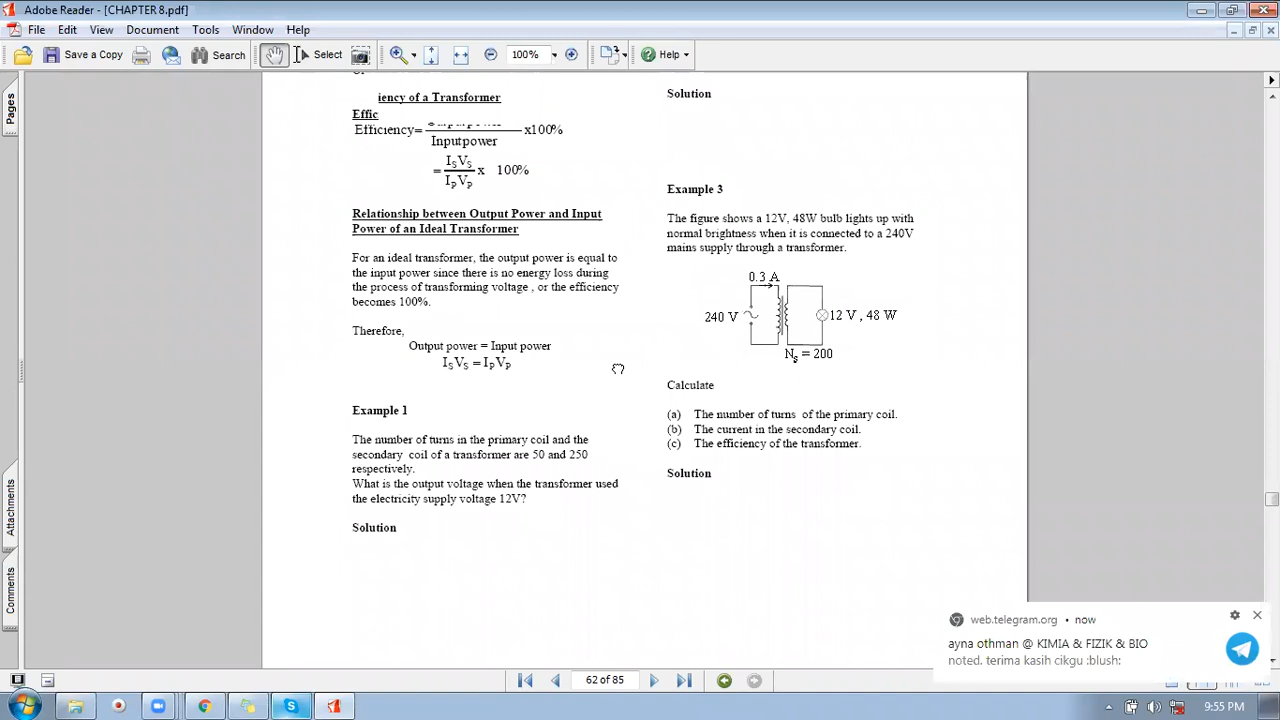 Adobe Reader - [CHAPTER 8.pdf]
File Edit View Document Tools Window Help
Save a Copy Search Select 100% Help
Pages
Attachments
Comments
iency of a Transformer
Effic
Efficiency= x100%
Inputpower
= ISVS / IPVP x 100%
Relationship between Output Power and Input
Power of an Ideal Transformer
For an ideal transformer, the output power is equal to
the input power since there is no energy loss during
the process of transforming voltage , or the efficiency
becomes 100%.
Therefore,
Output power = Input power
ISVS = IPVP
Example 1
The number of turns in the primary coil and the
secondary coil of a transformer are 50 and 250
respectively.
What is the output voltage when the transformer used
the electricity supply voltage 12V?
Solution
Solution
Example 3
The figure shows a 12V, 48W bulb lights up with
normal brightness when it is connected to a 240V
mains supply through a transformer.
0.3 A
240 V
12 V , 48 W
Ns = 200
Calculate
(a) The number of turns of the primary coil.
(b) The current in the secondary coil.
(c) The efficiency of the transformer.
Solution
web.telegram.org • now
ayna othman @ KIMIA & FIZIK & BIO
noted. terima kasih cikgu :blush:
62 of 85
9:55 PM